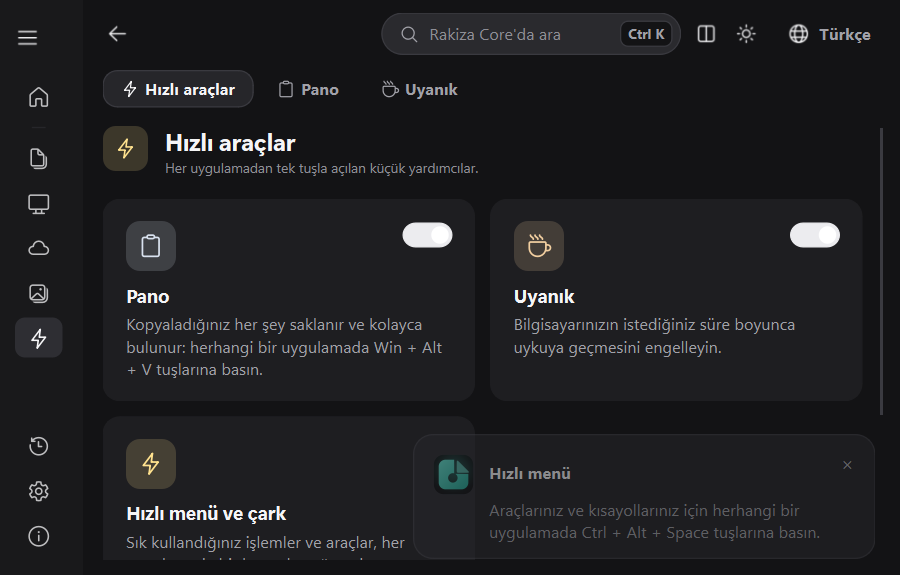 Rakiza Core'da ara
Ctrl K
Türkçe
Hızlı araçlar
Pano
Uyanık
Hızlı araçlar
Her uygulamadan tek tuşla açılan küçük yardımcılar.
Pano
Kopyaladığınız her şey saklanır ve kolayca
bulunur: herhangi bir uygulamada Win + Alt
+ V tuşlarına basın.
Uyanık
Bilgisayarınızın istediğiniz süre boyunca
uykuya geçmesini engelleyin.
Hızlı menü ve çark
Sık kullandığınız işlemler ve araçlar, her
Hızlı menü
Araçlarınız ve kısayollarınız için herhangi bir
uygulamada Ctrl + Alt + Space tuşlarına basın.